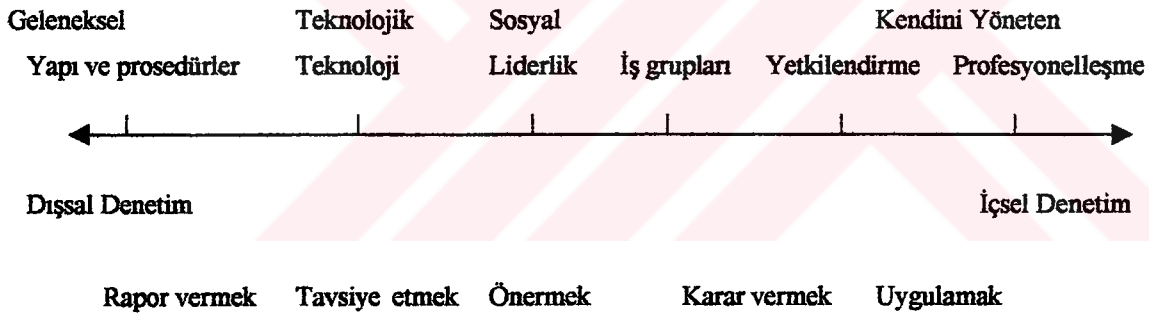 Geleneksel Teknolojik Sosyal Kendini Yöneten
Yapı ve prosedürler Teknoloji Liderlik İş grupları Yetkilendirme Profesyonelleşme
Dışsal Denetim İçsel Denetim
Rapor vermek Tavsiye etmek Önermek Karar vermek Uygulamak